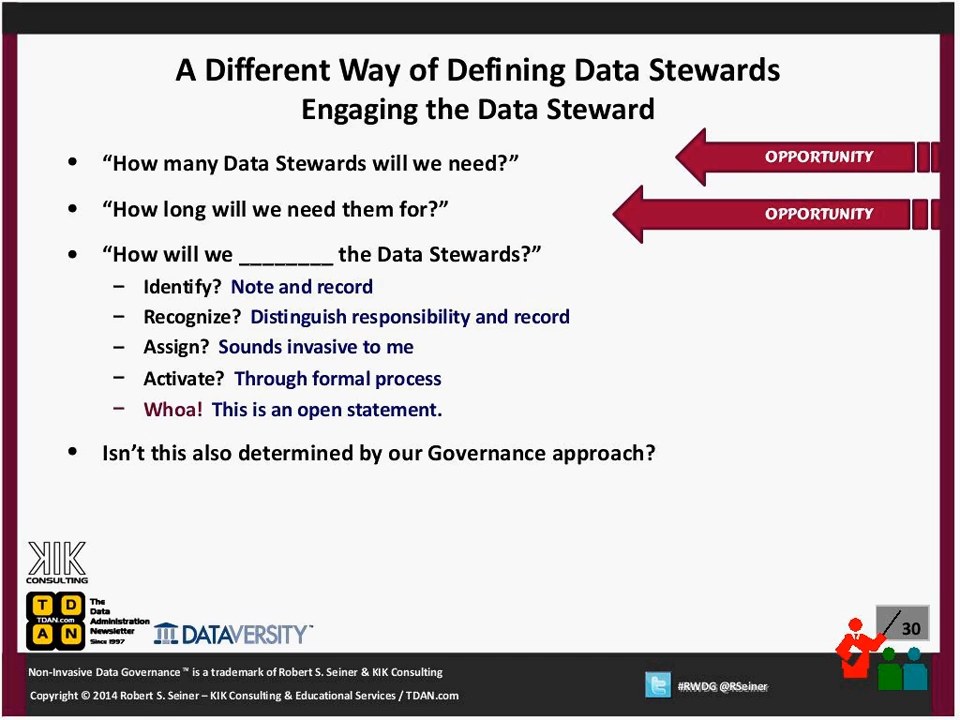 A Different Way of Defining Data Stewards
Engaging the Data Steward
• “How many Data Stewards will we need?”
OPPORTUNITY
• “How long will we need them for?”
OPPORTUNITY
• “How will we ________ the Data Stewards?”
– Identify? Note and record
– Recognize? Distinguish responsibility and record
– Assign? Sounds invasive to me
– Activate? Through formal process
– Whoa! This is an open statement.
• Isn’t this also determined by our Governance approach?
KIK
CONSULTING
T D
TDAN.com
A N
The
Data
Administration
Newsletter
Since 1997
DATAVERSITY™
30
Non-Invasive Data Governance™ is a trademark of Robert S. Seiner & KIK Consulting
Copyright © 2014 Robert S. Seiner – KIK Consulting & Educational Services / TDAN.com
#RWDG @RSeiner